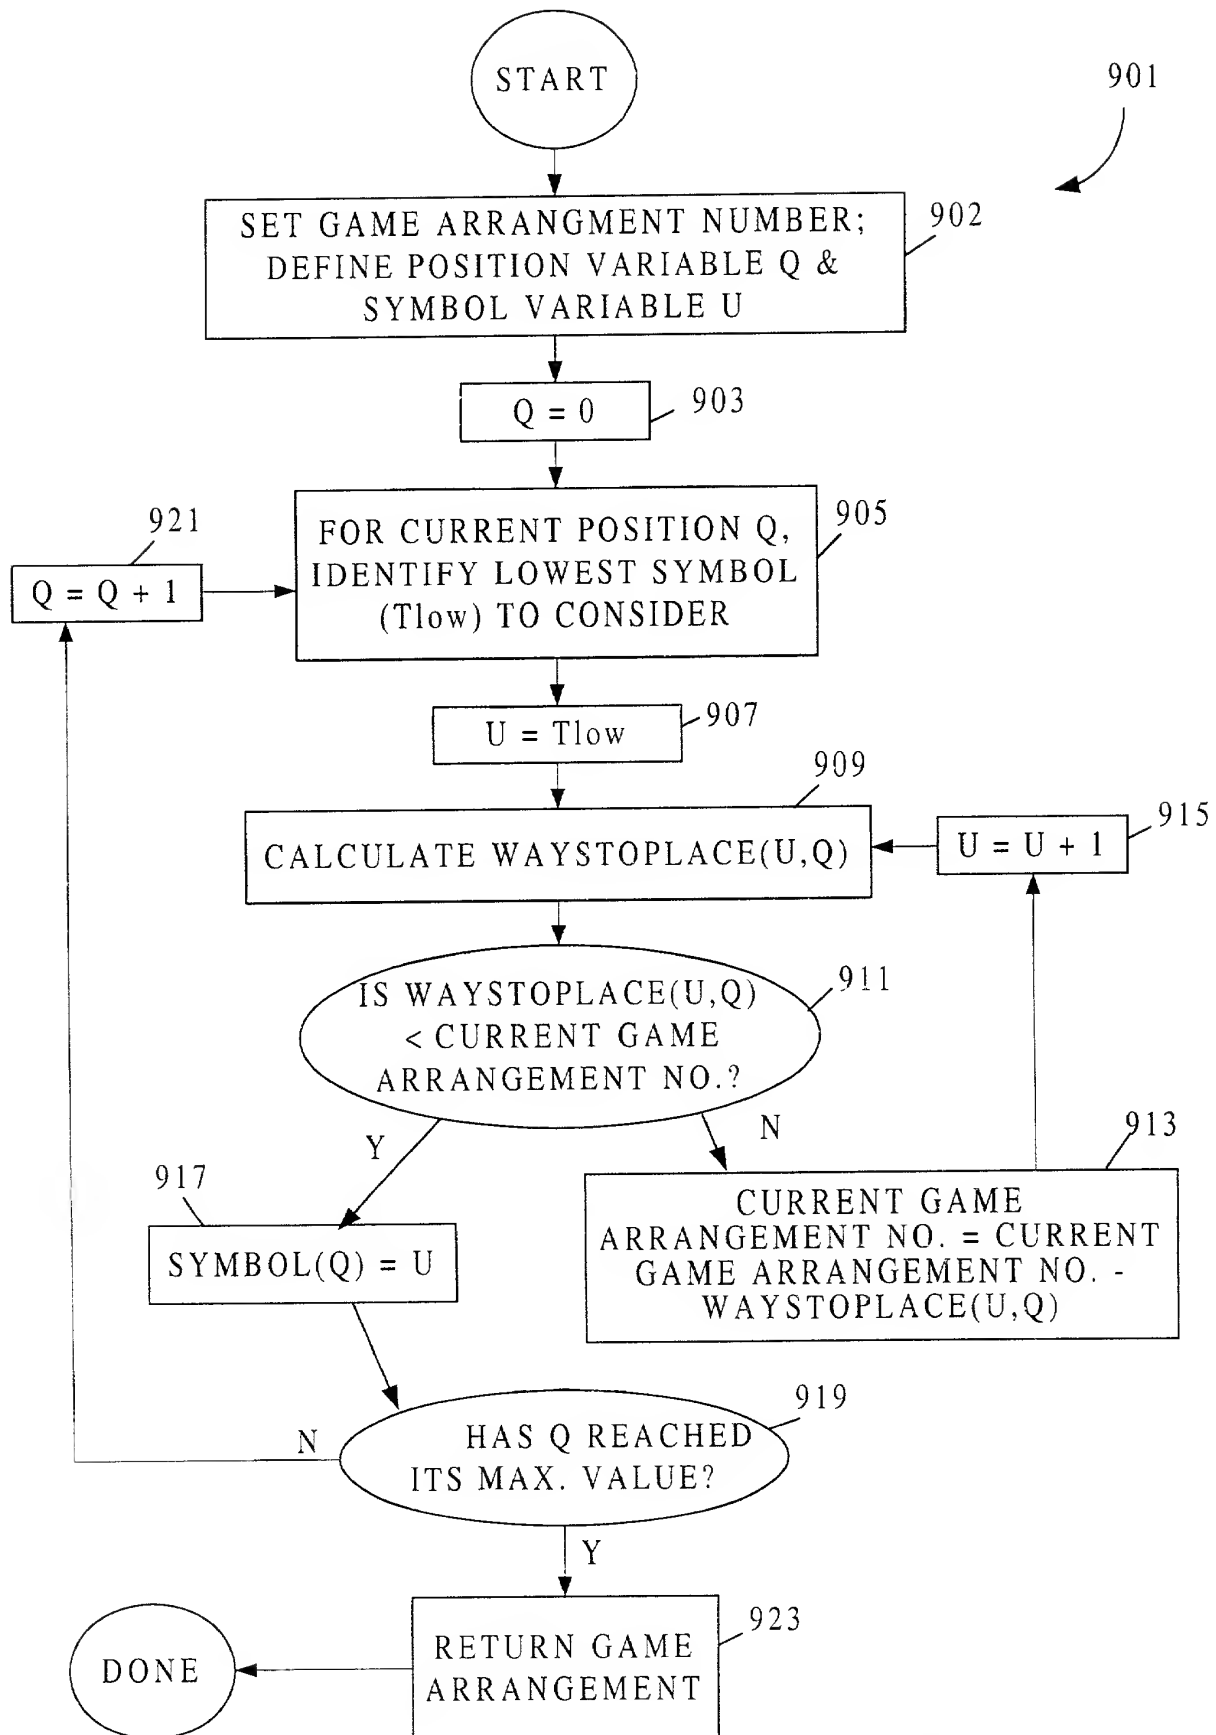 START
901
SET GAME ARRANGMENT NUMBER;
DEFINE POSITION VARIABLE Q &
SYMBOL VARIABLE U
902
Q = 0
903
921
Q = Q + 1
FOR CURRENT POSITION Q,
IDENTIFY LOWEST SYMBOL
(Tlow) TO CONSIDER
905
U = Tlow
907
909
CALCULATE WAYSTOPLACE(U,Q)
U = U + 1
915
IS WAYSTOPLACE(U,Q)
< CURRENT GAME
ARRANGEMENT NO.?
911
Y
N
913
917
SYMBOL(Q) = U
CURRENT GAME
ARRANGEMENT NO. = CURRENT
GAME ARRANGEMENT NO. -
WAYSTOPLACE(U,Q)
919
N
HAS Q REACHED
ITS MAX. VALUE?
Y
923
RETURN GAME
ARRANGEMENT
DONE